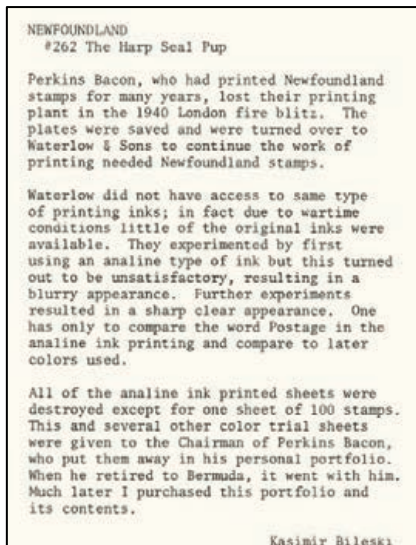 NEWFOUNDLAND
#262 The Harp Seal Pup
Perkins Bacon, who had printed Newfoundland
stamps for many years, lost their printing
plant in the 1940 London fire blitz. The
plates were saved and were turned over to
Waterlow & Sons to continue the work of
printing needed Newfoundland stamps.
Waterlow did not have access to same type
of printing inks; in fact due to wartime
conditions little of the original inks were
available. They experimented by first
using an analine type of ink but this turned
out to be unsatisfactory, resulting in a
blurry appearance. Further experiments
resulted in a sharp clear appearance. One
has only to compare the word Postage in the
analine ink printing and compare to later
colors used.
All of the analine ink printed sheets were
destroyed except for one sheet of 100 stamps.
This and several other color trial sheets
were given to the Chairman of Perkins Bacon,
who put them away in his personal portfolio.
When he retired to Bermuda, it went with him.
Much later I purchased this portfolio and
its contents.
Kasimir Bileski